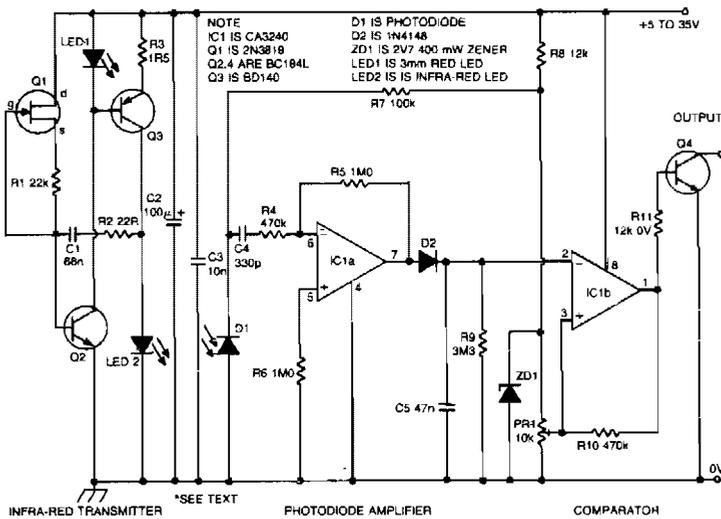 NOTE
IC1 IS CA3240
Q1 IS 2N3819
Q2.4 ARE BC184L
Q3 IS BD140
D1 IS PHOTODIODE
D2 IS 1N4148
ZD1 IS 2V7 400 mW ZENER
LED1 IS 3mm RED LED
LED2 IS IS INFRA-RED LED
+5 TO 35V
LED1
R3
1R5
Q1
d
g
s
Q3
R8 12k
R7 100k
OUTPUT
Q4
R1 22k
C2
100µ
+
R5 1M0
R4
470k
R2 22R
C1
68n
C4
330p
C3
10n
6
−
IC1a
7
D2
5
+
4
R11
12k 0V
2
−
8
IC1b
1
3
+
Q2
LED 2
D1
R6 1M0
R9
3M3
ZD1
C5 47n
PR1
10k
R10 470k
0V
*SEE TEXT
INFRA-RED TRANSMITTER
PHOTODIODE AMPLIFIER
COMPARATOR